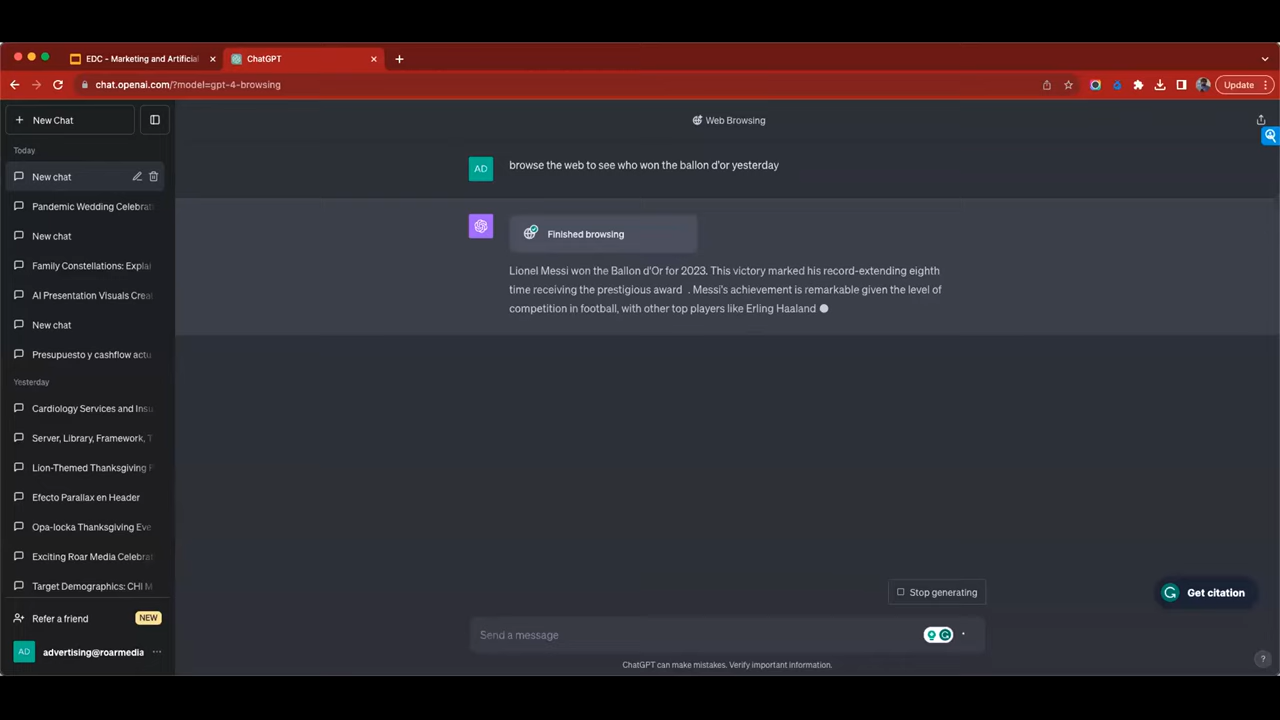 EDC - Marketing and Artificial
ChatGPT
chat.openai.com/?model=gpt-4-browsing
Update
New Chat
Web Browsing
Today
New chat
Pandemic Wedding Celebrat
New chat
Family Constellations: Explai
AI Presentation Visuals Crea
New chat
Presupuesto y cashflow actu
Yesterday
Cardiology Services and Insu
Server, Library, Framework, T
Lion-Themed Thanksgiving F
Efecto Parallax en Header
Opa-locka Thanksgiving Eve
Exciting Roar Media Celebrat
Target Demographics: CHI M
Refer a friend
NEW
AD
advertising@roarmedia
AD
browse the web to see who won the ballon d'or yesterday
Finished browsing
Lionel Messi won the Ballon d'Or for 2023. This victory marked his record-extending eighth
time receiving the prestigious award . Messi's achievement is remarkable given the level of
competition in football, with other top players like Erling Haaland
Stop generating
Get citation
Send a message
ChatGPT can make mistakes. Verify important information.
?